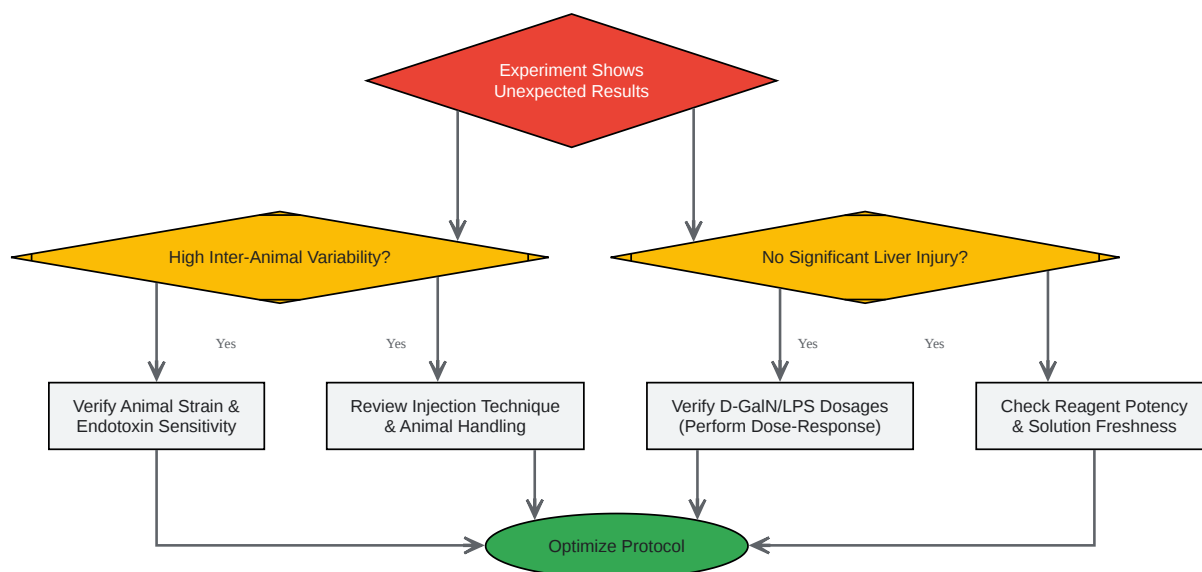 Experiment Shows
Unexpected Results
High Inter-Animal Variability?
No Significant Liver Injury?
Yes
Yes
Yes
Yes
Verify Animal Strain &
Endotoxin Sensitivity
Review Injection Technique
& Animal Handling
Verify D-GalN/LPS Dosages
(Perform Dose-Response)
Check Reagent Potency
& Solution Freshness
Optimize Protocol